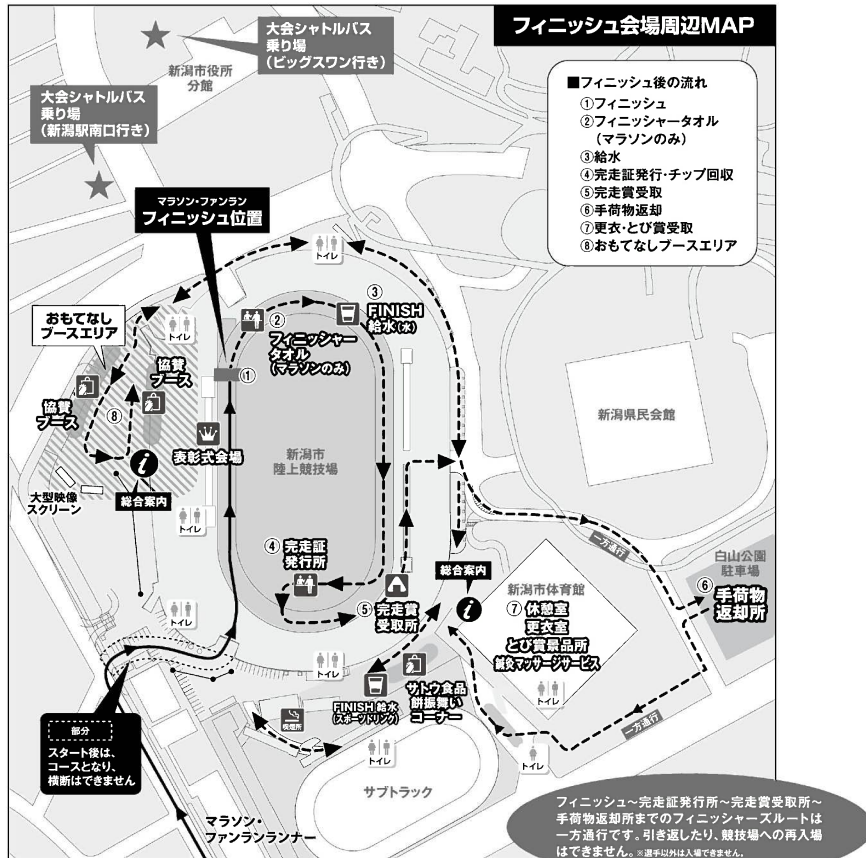 フィニッシュ会場周辺MAP
大会シャトルバス
乗り場
(ビッグスワン行き)
新潟市役所
分館
大会シャトルバス
乗り場
(新潟駅南口行き)
■フィニッシュ後の流れ
①フィニッシュ
②フィニッシャータオル
(マラソンのみ)
③給水
④完走証発行・チップ回収
⑤完走賞受取
⑥手荷物返却
⑦更衣・とび賞受取
⑧おもてなしブースエリア
マラソン・ファンラン
フィニッシュ位置
トイレ
おもてなし
ブースエリア
トイレ
②
フィニッシャー
タオル
(マラソンのみ)
③
FINISH
給水(水)
①
協賛
ブース
協賛
ブース
⑧
表彰式会場
新潟市
陸上競技場
新潟県民会館
大型映像
スクリーン
総合案内
トイレ
④完走証
発行所
⑤完走賞
受取所
総合案内
新潟市体育館
⑦休憩室
更衣室
とび賞景品所
鍼灸マッサージサービス
トイレ
一方通行
白山公園
駐車場
⑥
手荷物
返却所
トイレ
トイレ
FINISH 給水
(スポーツドリンク)
サトウ食品
餅振舞い
コーナー
喫煙所
トイレ
トイレ
一方通行
サブトラック
部分
スタート後は、
コースとなり、
横断はできません
マラソン・
ファンランランナー
フィニッシュ～完走証発行所～完走賞受取所～
手荷物返却所までのフィニッシャーズルートは
一方通行です。引き返したり、競技場への再入場
はできません。※選手以外は入場できません。